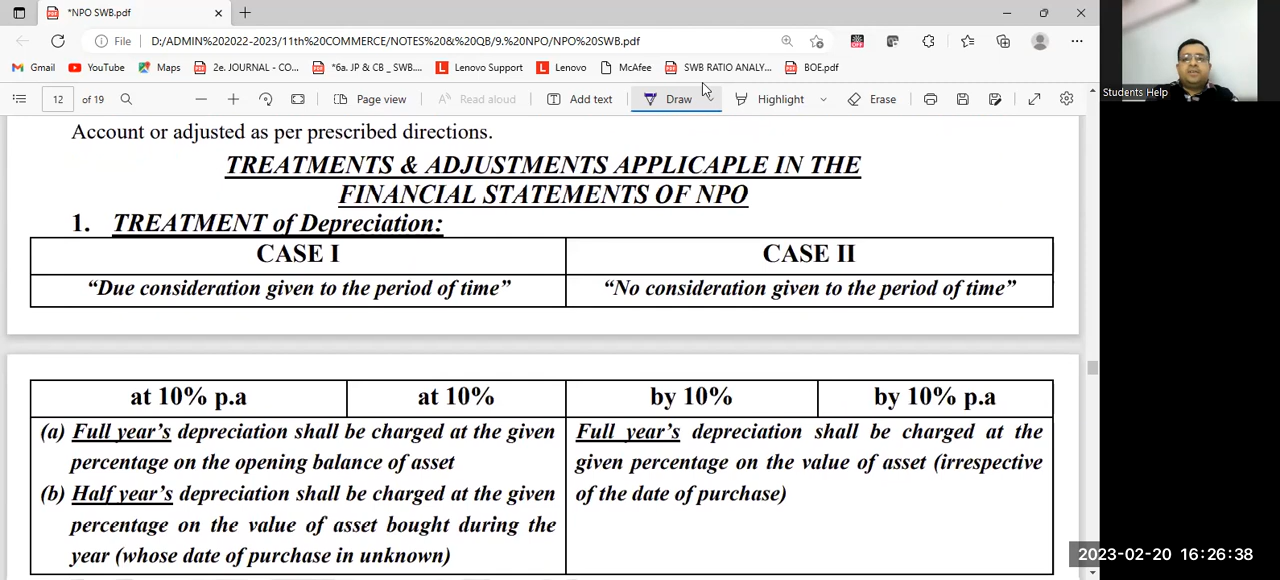 *NPO SWB.pdf
File D:/ADMIN%202022-2023/11th%20COMMERCE/NOTES%20&%20QB/9.%20NPO/NPO%20SWB.pdf
Gmail YouTube Maps 2e. JOURNAL - CO... *6a. JP & CB _ SWB.... Lenovo Support Lenovo McAfee SWB RATIO ANALY... BOE.pdf
12 of 19 Page view Read aloud Add text Draw Highlight Erase
Students Help
Account or adjusted as per prescribed directions.
TREATMENTS & ADJUSTMENTS APPLICAPLE IN THE
FINANCIAL STATEMENTS OF NPO
1. TREATMENT of Depreciation:
CASE I CASE II
“Due consideration given to the period of time” “No consideration given to the period of time”
at 10% p.a at 10% by 10% by 10% p.a
(a) Full year’s depreciation shall be charged at the given
percentage on the opening balance of asset
(b) Half year’s depreciation shall be charged at the given
percentage on the value of asset bought during the
year (whose date of purchase in unknown)
Full year’s depreciation shall be charged at the
given percentage on the value of asset (irrespective
of the date of purchase)
2023-02-20 16:26:38